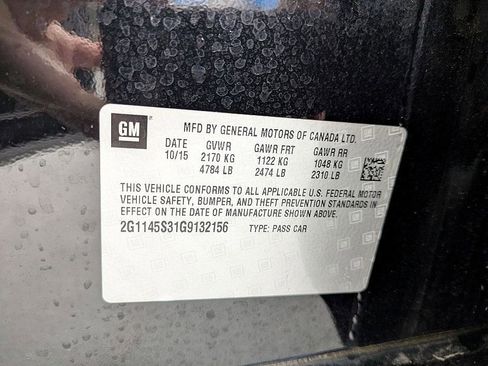 GM
MFD BY GENERAL MOTORS OF CANADA LTD.
DATE GVWR GAWR FRT GAWR RR
10/15 2170 KG 1122 KG 1048 KG
4784 LB 2474 LB 2310 LB
THIS VEHICLE CONFORMS TO ALL APPLICABLE U.S. FEDERAL MOTOR
VEHICLE SAFETY, BUMPER, AND THEFT PREVENTION STANDARDS IN
EFFECT ON THE DATE OF MANUFACTURE SHOWN ABOVE.
2G1145S31G9132156 TYPE: PASS CAR